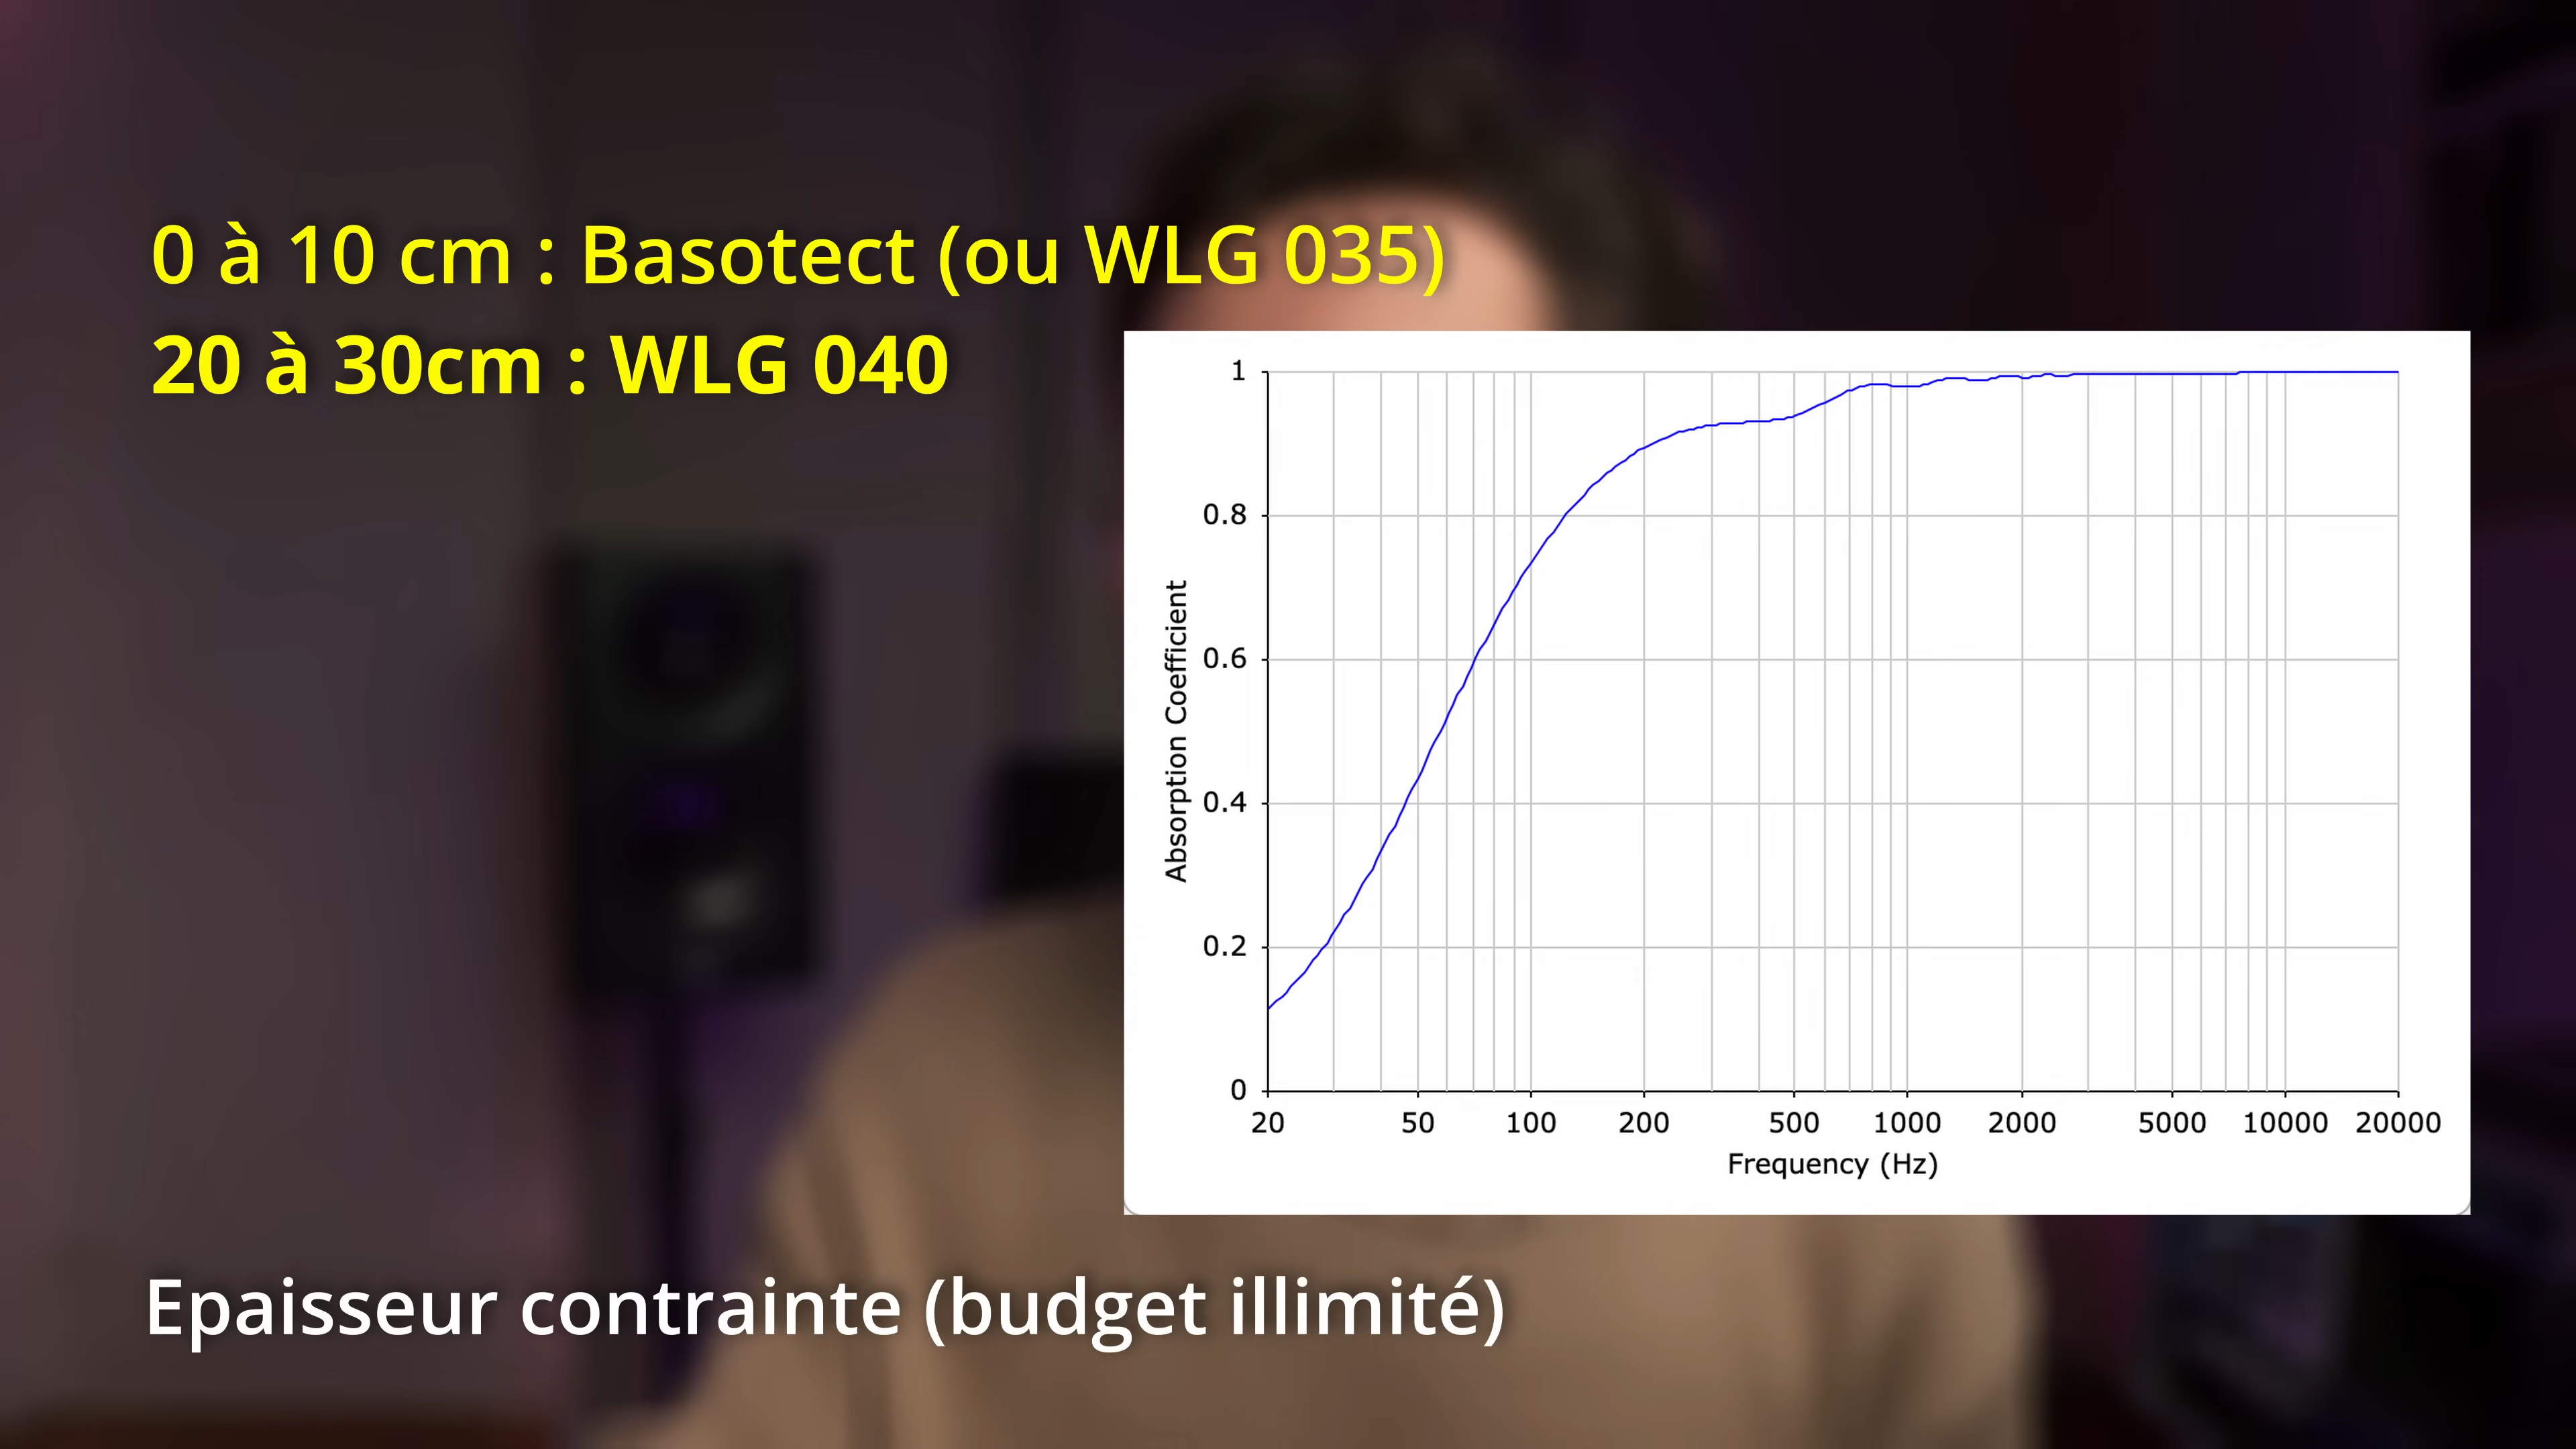 0 à 10 cm : Basotect (ou WLG 035)
20 à 30cm : WLG 040
1
0.8
0.6
0.4
0.2
0
Absorption Coefficient
20 50 100 200 500 1000 2000 5000 10000 20000
Frequency (Hz)
Epaisseur contrainte (budget illimité)